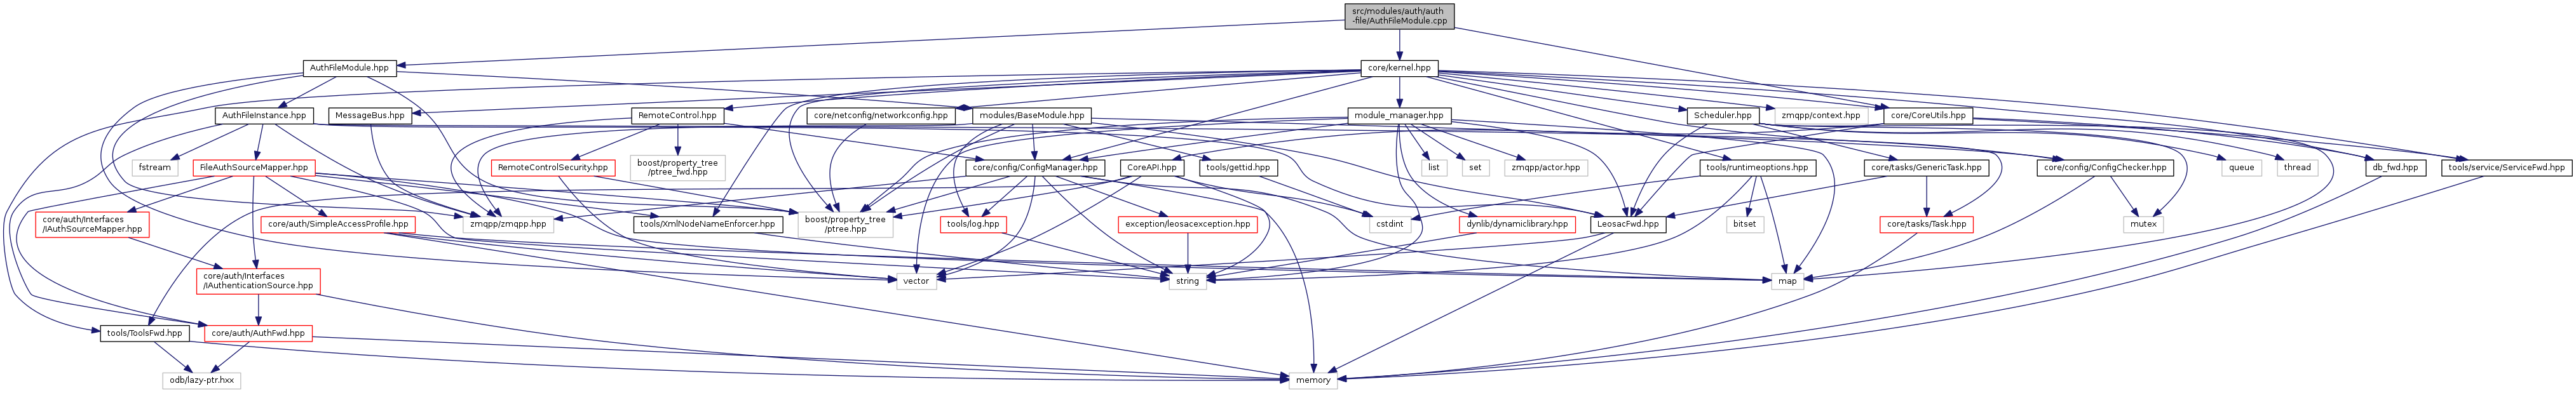 src/modules/auth/auth
-file/AuthFileModule.cpp
AuthFileModule.hpp
core/kernel.hpp
AuthFileInstance.hpp
MessageBus.hpp
RemoteControl.hpp
core/netconfig/networkconfig.hpp
modules/BaseModule.hpp
module_manager.hpp
Scheduler.hpp
zmqpp/context.hpp
core/CoreUtils.hpp
fstream
FileAuthSourceMapper.hpp
RemoteControlSecurity.hpp
boost/property_tree
/ptree_fwd.hpp
core/config/ConfigManager.hpp
CoreAPI.hpp
tools/gettid.hpp
list
set
zmqpp/actor.hpp
tools/runtimeoptions.hpp
core/tasks/GenericTask.hpp
core/config/ConfigChecker.hpp
queue
thread
db_fwd.hpp
tools/service/ServiceFwd.hpp
core/auth/Interfaces
/IAuthSourceMapper.hpp
core/auth/SimpleAccessProfile.hpp
zmqpp/zmqpp.hpp
tools/XmlNodeNameEnforcer.hpp
boost/property_tree
/ptree.hpp
tools/log.hpp
exception/leosacexception.hpp
cstdint
dynlib/dynamiclibrary.hpp
LeosacFwd.hpp
bitset
core/tasks/Task.hpp
mutex
core/auth/Interfaces
/IAuthenticationSource.hpp
vector
string
map
tools/ToolsFwd.hpp
core/auth/AuthFwd.hpp
odb/lazy-ptr.hxx
memory